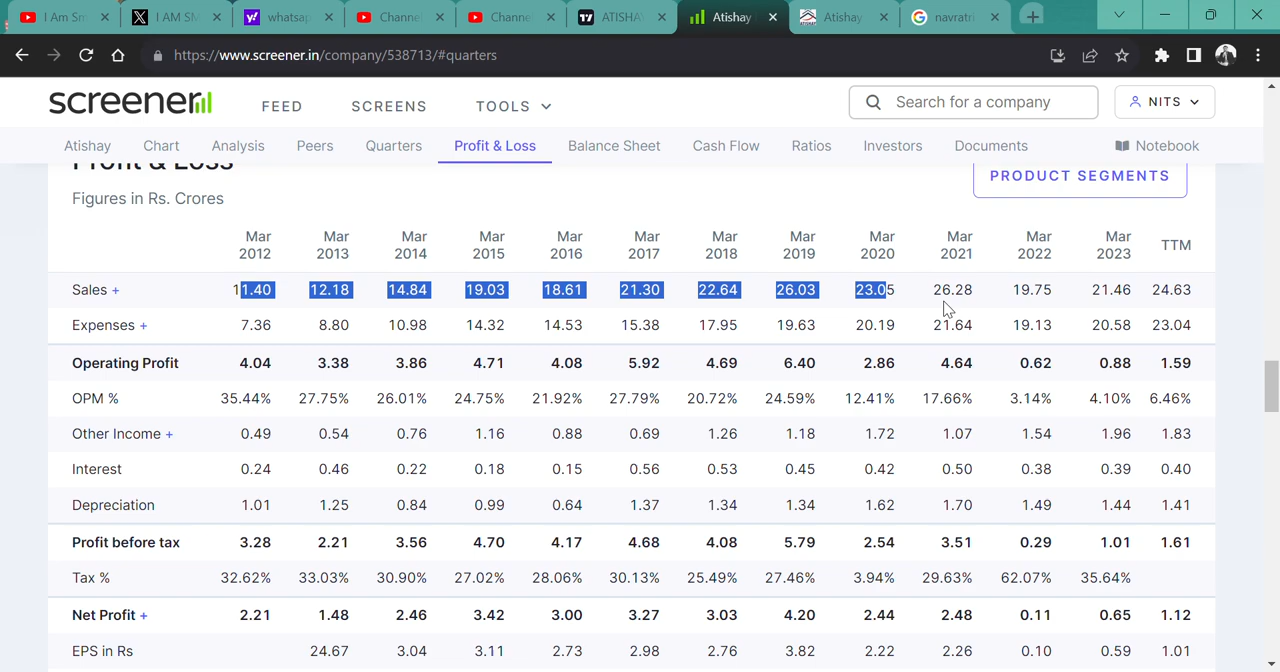 I Am Sm
I AM SM
whatsap
Channe
Channe
ATISHA
Atishay
Atishay
navratri
https://www.screener.in/company/538713/#quarters
screener
FEED
SCREENS
TOOLS
Search for a company
NITS
Atishay
Chart
Analysis
Peers
Quarters
Profit & Loss
Balance Sheet
Cash Flow
Ratios
Investors
Documents
Notebook
Profit & Loss
PRODUCT SEGMENTS
Figures in Rs. Crores
Mar 2012 Mar 2013 Mar 2014 Mar 2015 Mar 2016 Mar 2017 Mar 2018 Mar 2019 Mar 2020 Mar 2021 Mar 2022 Mar 2023 TTM
Sales + 11.40 12.18 14.84 19.03 18.61 21.30 22.64 26.03 23.05 26.28 19.75 21.46 24.63
Expenses + 7.36 8.80 10.98 14.32 14.53 15.38 17.95 19.63 20.19 21.64 19.13 20.58 23.04
Operating Profit 4.04 3.38 3.86 4.71 4.08 5.92 4.69 6.40 2.86 4.64 0.62 0.88 1.59
OPM % 35.44% 27.75% 26.01% 24.75% 21.92% 27.79% 20.72% 24.59% 12.41% 17.66% 3.14% 4.10% 6.46%
Other Income + 0.49 0.54 0.76 1.16 0.88 0.69 1.26 1.18 1.72 1.07 1.54 1.96 1.83
Interest 0.24 0.46 0.22 0.18 0.15 0.56 0.53 0.45 0.42 0.50 0.38 0.39 0.40
Depreciation 1.01 1.25 0.84 0.99 0.64 1.37 1.34 1.34 1.62 1.70 1.49 1.44 1.41
Profit before tax 3.28 2.21 3.56 4.70 4.17 4.68 4.08 5.79 2.54 3.51 0.29 1.01 1.61
Tax % 32.62% 33.03% 30.90% 27.02% 28.06% 30.13% 25.49% 27.46% 3.94% 29.63% 62.07% 35.64%
Net Profit + 2.21 1.48 2.46 3.42 3.00 3.27 3.03 4.20 2.44 2.48 0.11 0.65 1.12
EPS in Rs 24.67 3.04 3.11 2.73 2.98 2.76 3.82 2.22 2.26 0.10 0.59 1.01